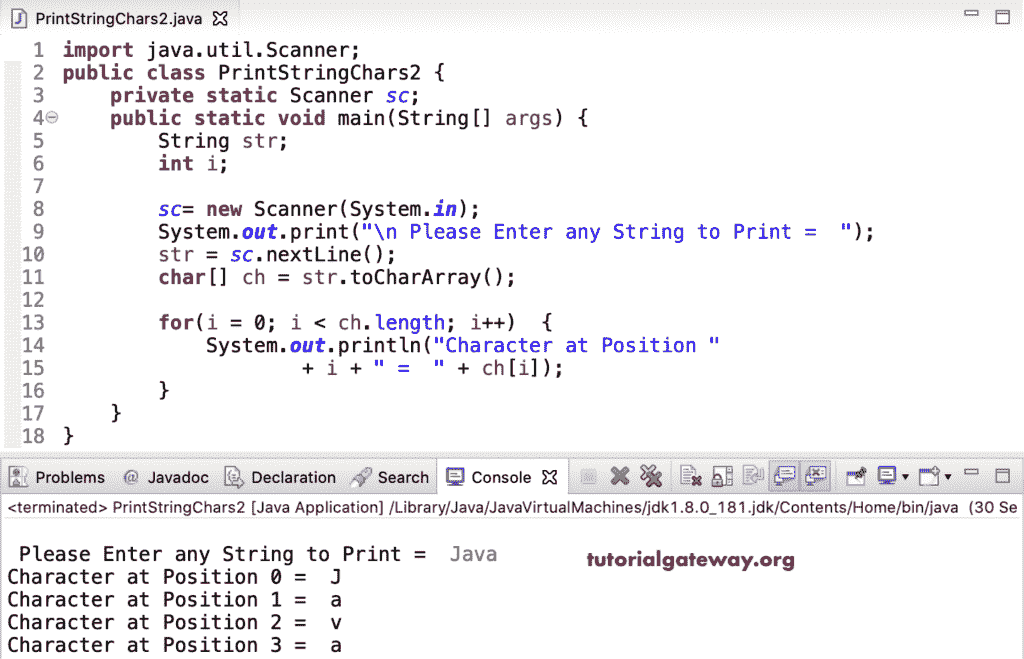 PrintStringChars2.java
1 import java.util.Scanner;
2 public class PrintStringChars2 {
3     private static Scanner sc;
4     public static void main(String[] args) {
5         String str;
6         int i;
7
8         sc= new Scanner(System.in);
9         System.out.print("\n Please Enter any String to Print =  ");
10         str = sc.nextLine();
11         char[] ch = str.toCharArray();
12
13         for(i = 0; i < ch.length; i++)  {
14             System.out.println("Character at Position "
15                     + i + " =  " + ch[i]);
16         }
17     }
18 }
Problems @ Javadoc Declaration Search Console
<terminated> PrintStringChars2 [Java Application] /Library/Java/JavaVirtualMachines/jdk1.8.0_181.jdk/Contents/Home/bin/java (30 Se
 Please Enter any String to Print =  Java
tutorialgateway.org
Character at Position 0 =  J
Character at Position 1 =  a
Character at Position 2 =  v
Character at Position 3 =  a